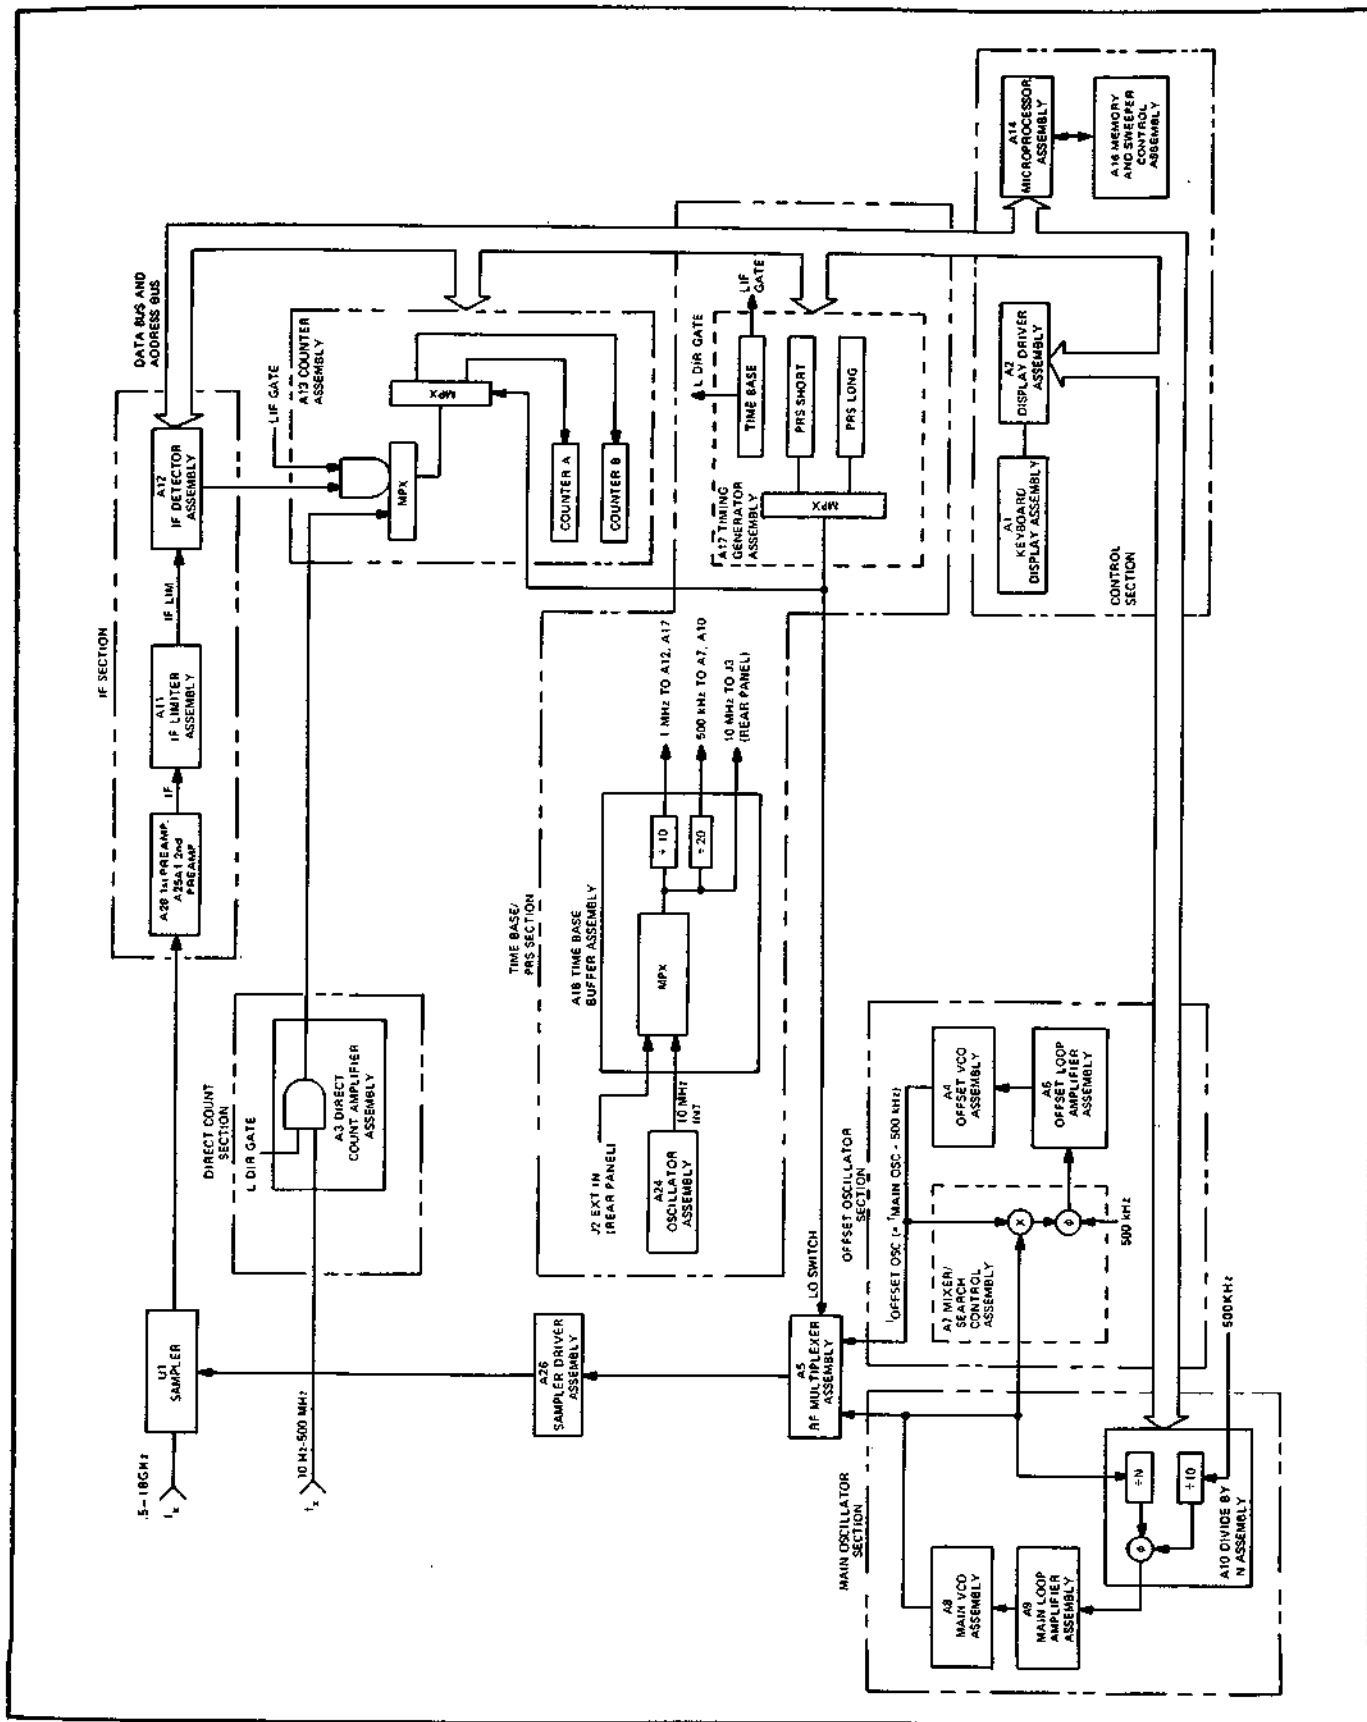 .5–18GHz
fx
U1
SAMPLER
10 Hz-500 MHz
fx
DIRECT COUNT
SECTION
L DIR GATE
A3 DIRECT
COUNT AMPLIFIER
ASSEMBLY
IF SECTION
A26 1st PREAMP.
A25A1 2nd
PREAMP
IF
A11
IF LIMITER
ASSEMBLY
IF LIM
A12
IF DETECTOR
ASSEMBLY
DATA BUS AND
ADDRESS BUS
LIF GATE
A13 COUNTER
ASSEMBLY
MPX
MPX
COUNTER A
COUNTER B
A26
SAMPLER DRIVER
ASSEMBLY
TIME BASE/
PRS SECTION
A18 TIME BASE
BUFFER ASSEMBLY
J2 EXT IN
(REAR PANEL)
A24
OSCILLATOR
ASSEMBLY
10 MHz
INT
MPX
÷ 10
÷ 20
1 MHz TO A12, A17
500 kHz TO A7, A10
10 MHz TO J3
(REAR PANEL)
L DIR GATE
LIF
GATE
TIME BASE
PRS SHORT
PRS LONG
MPX
A17 TIMING
GENERATOR
ASSEMBLY
A5
RF MULTIPLEXER
ASSEMBLY
LO SWITCH
MAIN OSCILLATOR
SECTION
A8
MAIN VCO
ASSEMBLY
A9
MAIN LOOP
AMPLIFIER
ASSEMBLY
ϕ
÷N
÷10
A10 DIVIDE BY
N ASSEMBLY
500KHz
OFFSET OSCILLATOR
SECTION
fOFFSET OSC (= fMAIN OSC - 500 kHz)
A7 MIXER/
SEARCH
CONTROL
ASSEMBLY
X
ϕ
500 kHz
A4
OFFSET VCO
ASSEMBLY
A6
OFFSET LOOP
AMPLIFIER
ASSEMBLY
CONTROL
SECTION
A1
KEYBOARD
DISPLAY ASSEMBLY
A2
DISPLAY DRIVER
ASSEMBLY
A14
MICROPROCESSOR
ASSEMBLY
A16 MEMORY
AND SWEEPER
CONTROL
ASSEMBLY